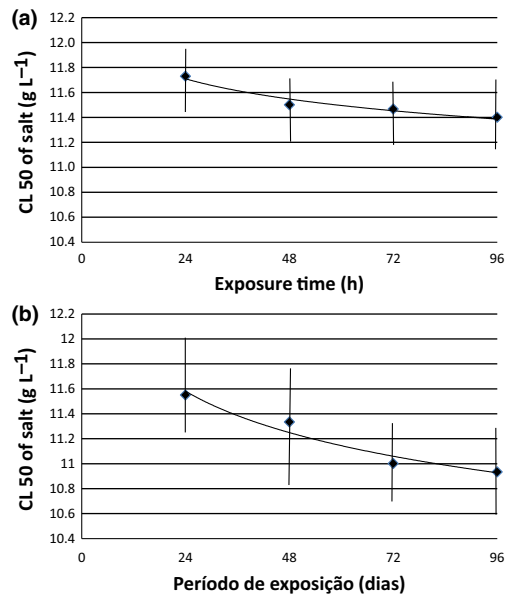 (a)
12.2
12.0
11.8
11.6
11.4
11.2
11.0
10.8
10.6
10.4
CL 50 of salt (g L⁻¹)
0 24 48 72 96
Exposure time (h)
(b)
12.2
12
11.8
11.6
11.4
11.2
11
10.8
10.6
10.4
CL 50 of salt (g L⁻¹)
0 24 48 72 96
Período de exposição (dias)